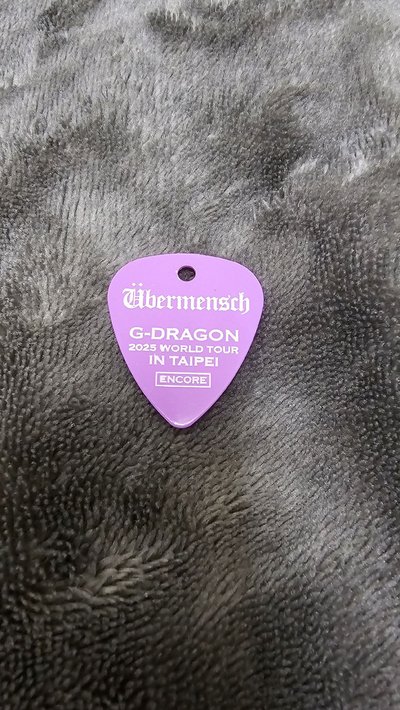 Übermensch
G-DRAGON
2025 WORLD TOUR
IN TAIPEI
ENCORE